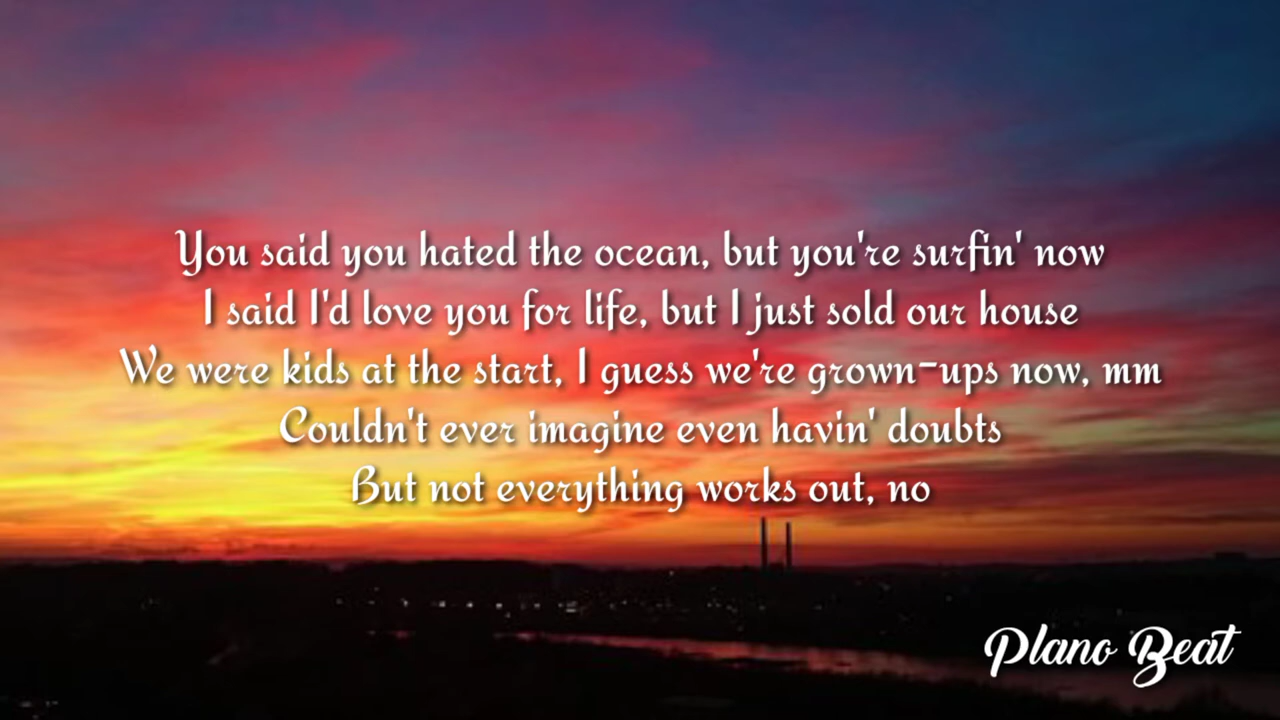 You said you hated the ocean, but you're surfin' now
I said I'd love you for life, but I just sold our house
We were kids at the start, I guess we're grown-ups now, mm
Couldn't ever imagine even havin' doubts
But not everything works out, no
Plano Beat